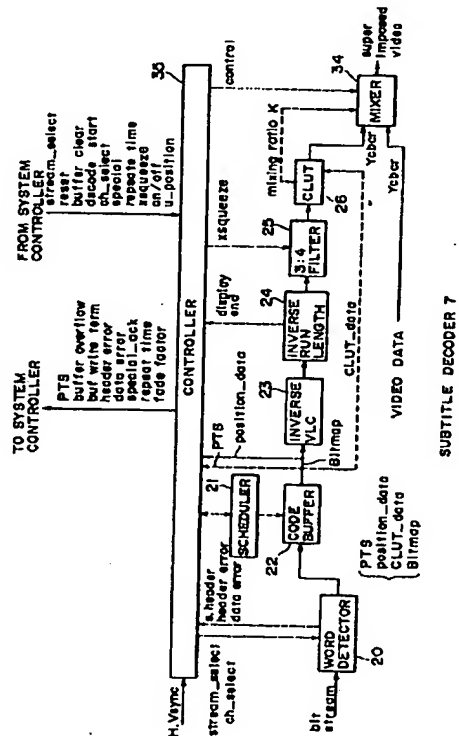 FROM SYSTEM
CONTROLLER
stream_select
reset
buffer clear
decode start
ch_select
special
repeat time
xsqueeze
on/off
u_position
TO SYSTEM
CONTROLLER
PTS
buffer overflow
buf write term
header error
data error
special_ack
repeat time
fade factor
H.Vsync
CONTROLLER
35
stream_select
ch_select
s.header
header error
data error
21
SCHEDULER
PTS
position_data
display
end
xsqueeze
control
bit
stream
WORD
DETECTOR
20
22
CODE
BUFFER
Bitmap
23
INVERSE
VLC
24
INVERSE
RUN
LENGTH
25
3:4
FILTER
CLUT
26
mixing ratio K
34
MIXER
super
imposed
video
Ycbcr
Ycbcr
CLUT_data
VIDEO DATA
PTS
position_data
CLUT_data
Bitmap
SUBTITLE DECODER 7